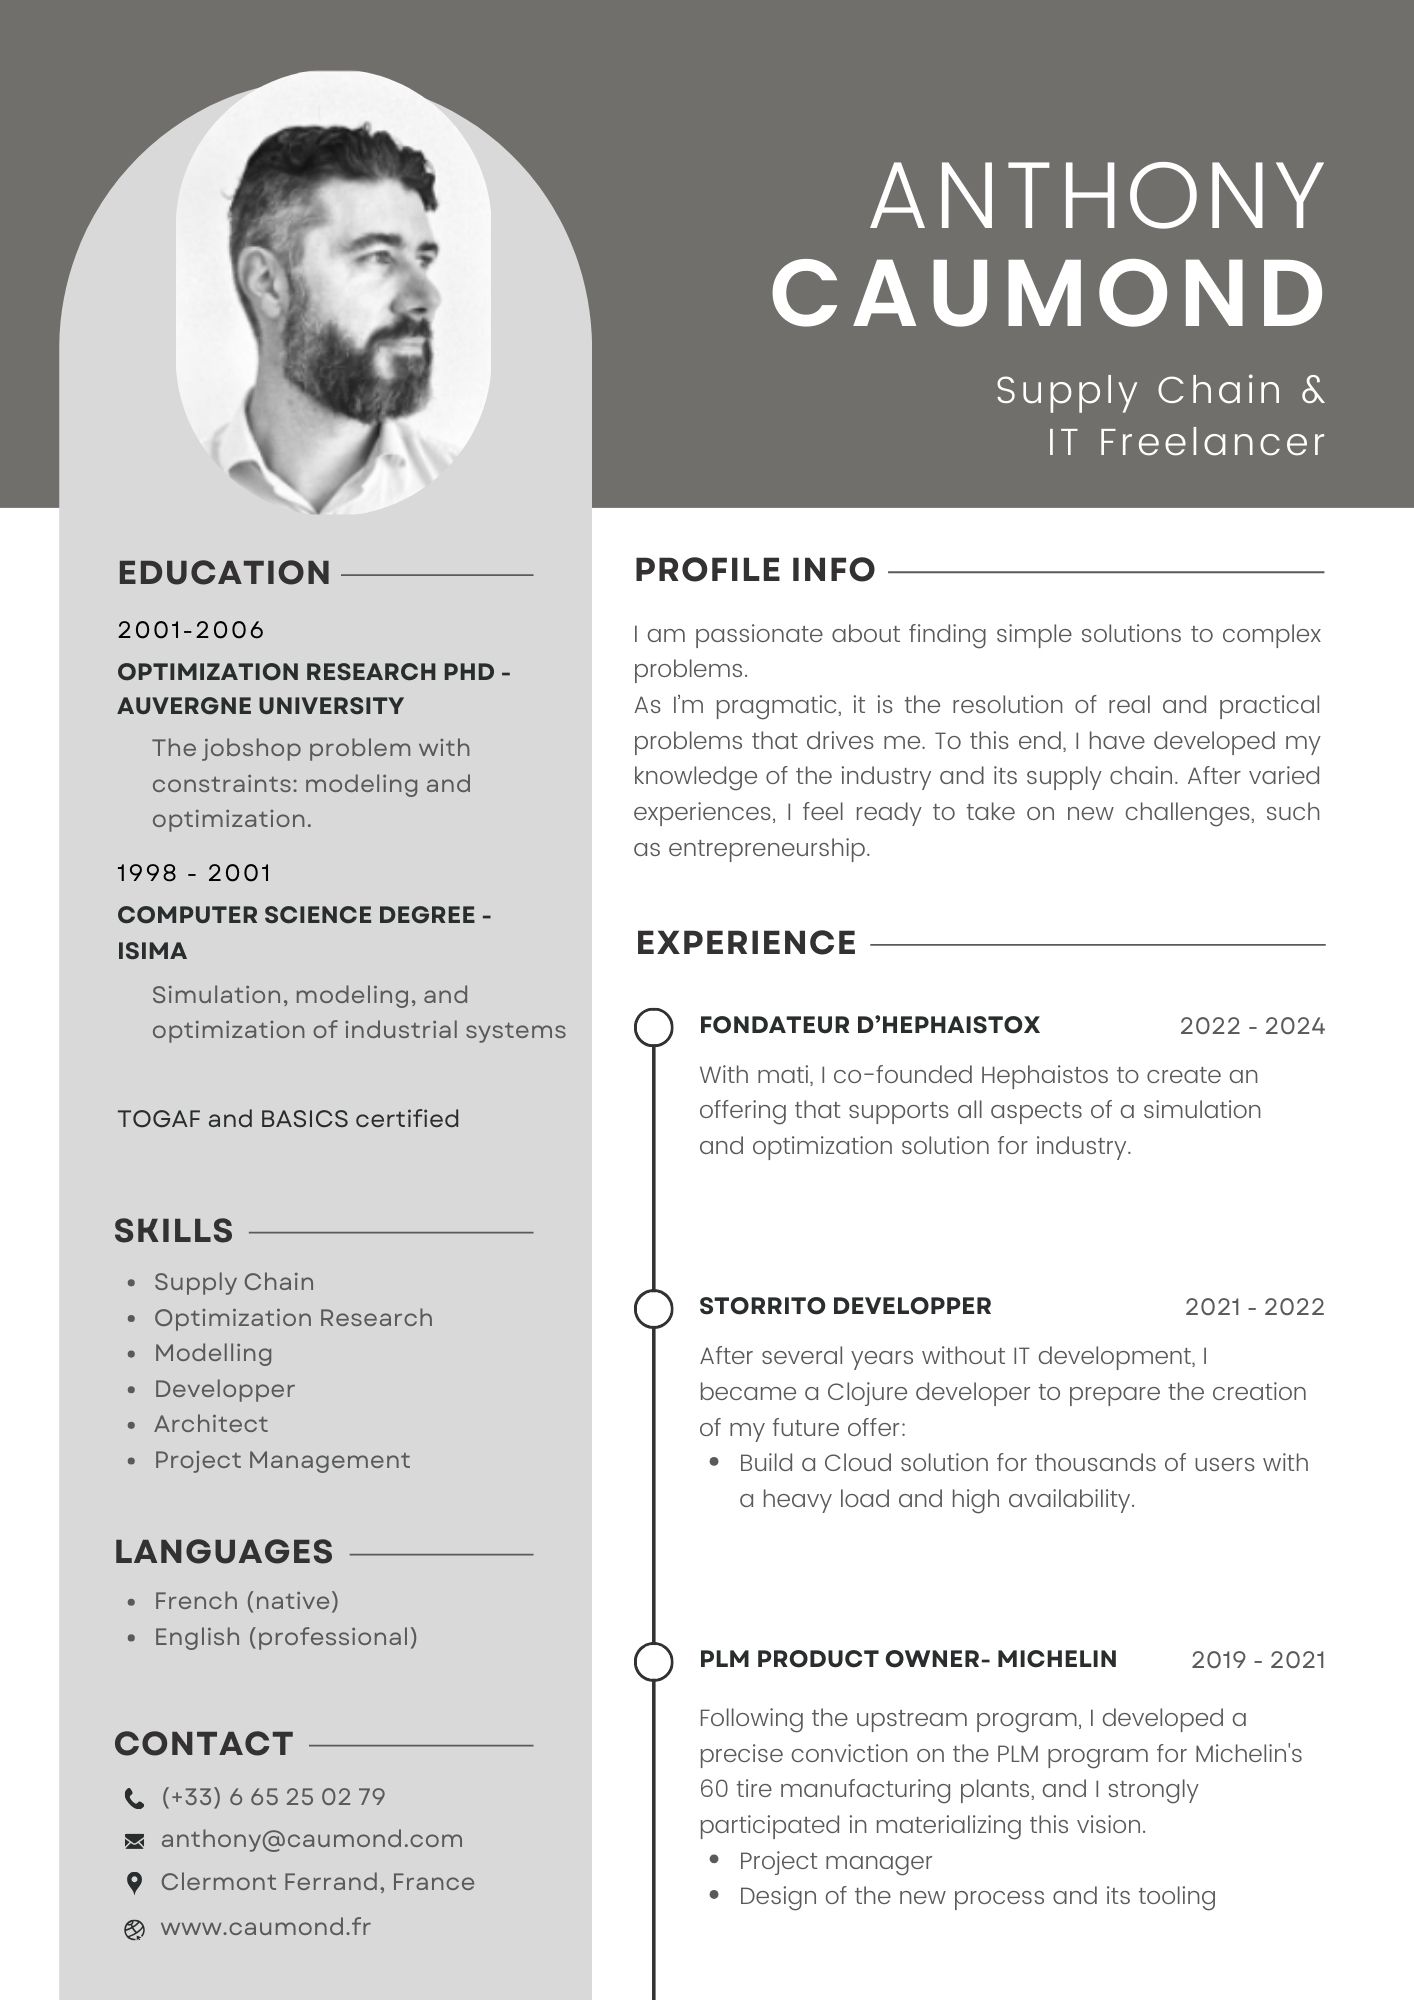 ANTHONY
CAUMOND
Supply Chain &
IT Freelancer
EDUCATION
2001-2006
OPTIMIZATION RESEARCH PHD -
AUVERGNE UNIVERSITY
The jobshop problem with
constraints: modeling and
optimization.
1998 - 2001
COMPUTER SCIENCE DEGREE -
ISIMA
Simulation, modeling, and
optimization of industrial systems
TOGAF and BASICS certified
SKILLS
• Supply Chain
• Optimization Research
• Modelling
• Developper
• Architect
• Project Management
LANGUAGES
• French (native)
• English (professional)
CONTACT
(+33) 6 65 25 02 79
anthony@caumond.com
Clermont Ferrand, France
www.caumond.fr
PROFILE INFO
I am passionate about finding simple solutions to complex
problems.
As I'm pragmatic, it is the resolution of real and practical
problems that drives me. To this end, I have developed my
knowledge of the industry and its supply chain. After varied
experiences, I feel ready to take on new challenges, such
as entrepreneurship.
EXPERIENCE
FONDATEUR D'HEPHAISTOX 2022 - 2024
With mati, I co-founded Hephaistos to create an
offering that supports all aspects of a simulation
and optimization solution for industry.
STORRITO DEVELOPPER 2021 - 2022
After several years without IT development, I
became a Clojure developer to prepare the creation
of my future offer:
• Build a Cloud solution for thousands of users with
a heavy load and high availability.
PLM PRODUCT OWNER- MICHELIN 2019 - 2021
Following the upstream program, I developed a
precise conviction on the PLM program for Michelin's
60 tire manufacturing plants, and I strongly
participated in materializing this vision.
• Project manager
• Design of the new process and its tooling